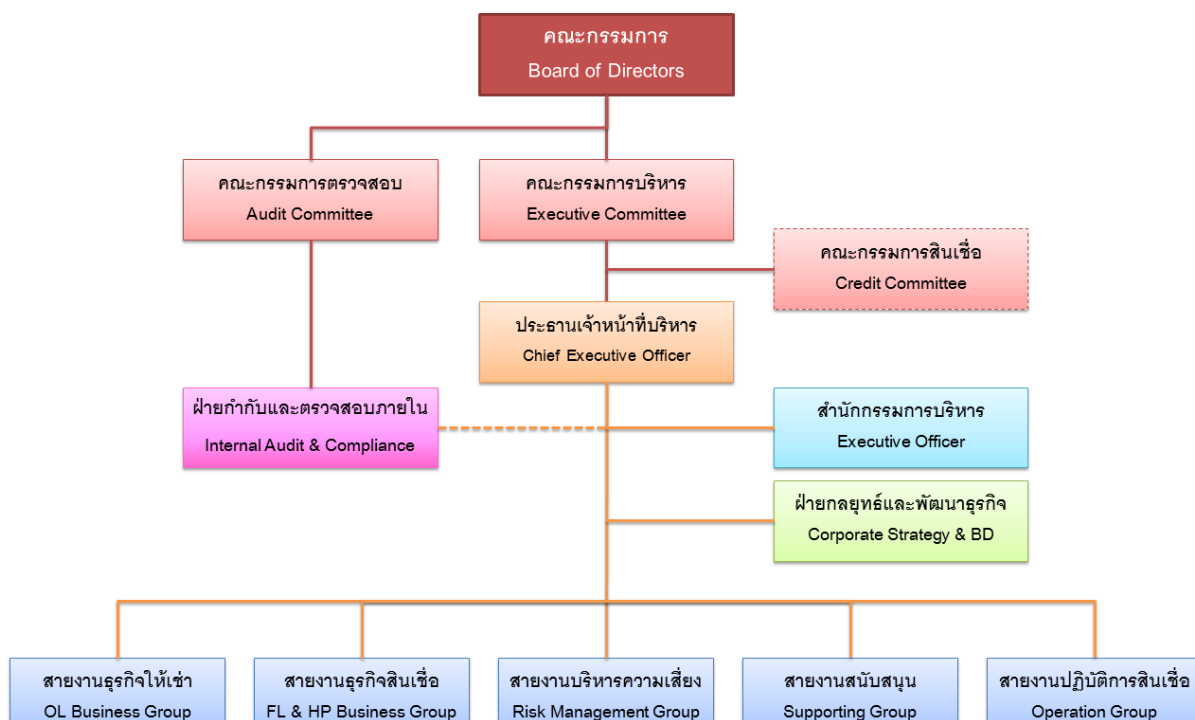 คณะกรรมการ
Board of Directors
คณะกรรมการตรวจสอบ
Audit Committee
คณะกรรมการบริหาร
Executive Committee
คณะกรรมการสินเชื่อ
Credit Committee
ประธานเจ้าหน้าที่บริหาร
Chief Executive Officer
ฝ่ายกำกับและตรวจสอบภายใน
Internal Audit & Compliance
สำนักกรรมการบริหาร
Executive Officer
ฝ่ายกลยุทธ์และพัฒนาธุรกิจ
Corporate Strategy & BD
สายงานธุรกิจให้เช่า
OL Business Group
สายงานธุรกิจสินเชื่อ
FL & HP Business Group
สายงานบริหารความเสี่ยง
Risk Management Group
สายงานสนับสนุน
Supporting Group
สายงานปฏิบัติการสินเชื่อ
Operation Group